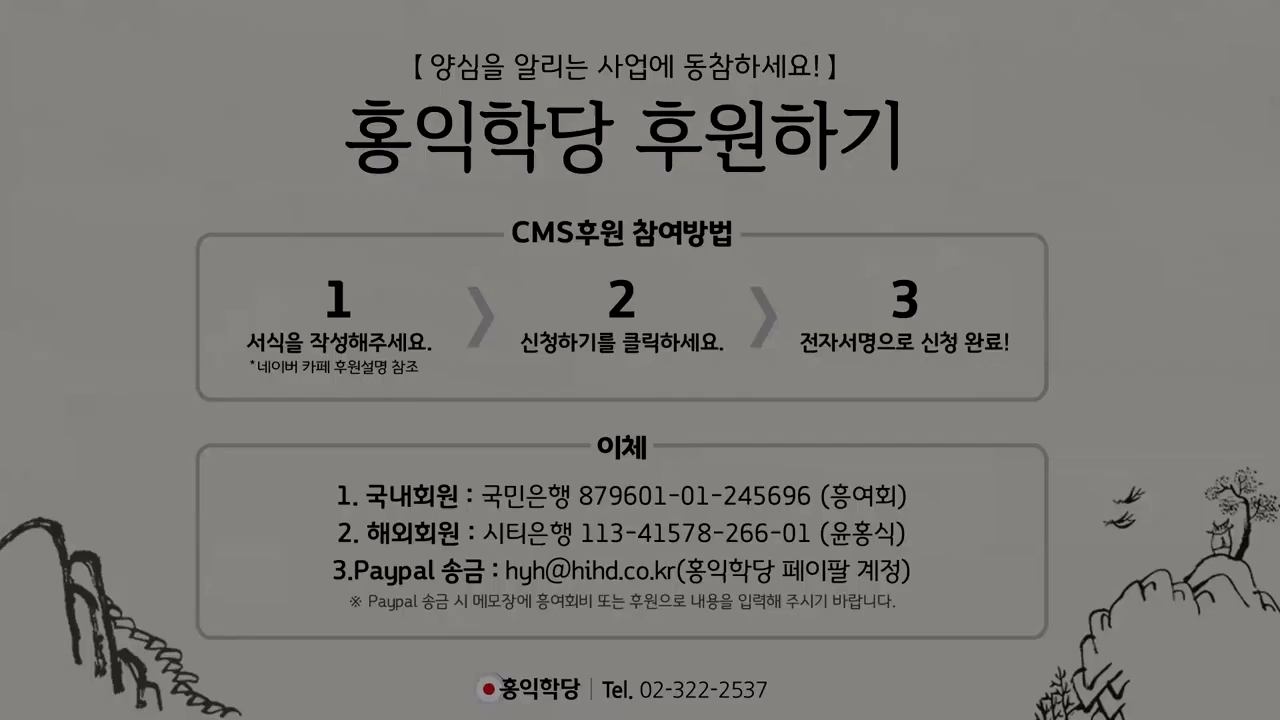 【 양심을 알리는 사업에 동참하세요! 】
홍익학당 후원하기
CMS후원 참여방법
1
서식을 작성해주세요.
*네이버 카페 후원설명 참조
2
신청하기를 클릭하세요.
3
전자서명으로 신청 완료!
이체
1. 국내회원 : 국민은행 879601-01-245696 (흥여회)
2. 해외회원 : 시티은행 113-41578-266-01 (윤홍식)
3.Paypal 송금 : hyh@hihd.co.kr(홍익학당 페이팔 계정)
※ Paypal 송금 시 메모장에 흥여회비 또는 후원으로 내용을 입력해 주시기 바랍니다.
홍익학당 | Tel. 02-322-2537